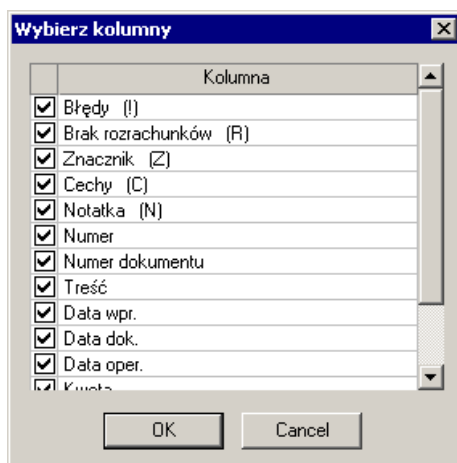 Wybierz kolumny
Kolumna
Błędy (!)
Brak rozrachunków (R)
Znacznik (Z)
Cechy (C)
Notatka (N)
Numer
Numer dokumentu
Treść
Data wpr.
Data dok.
Data oper.
OK Cancel